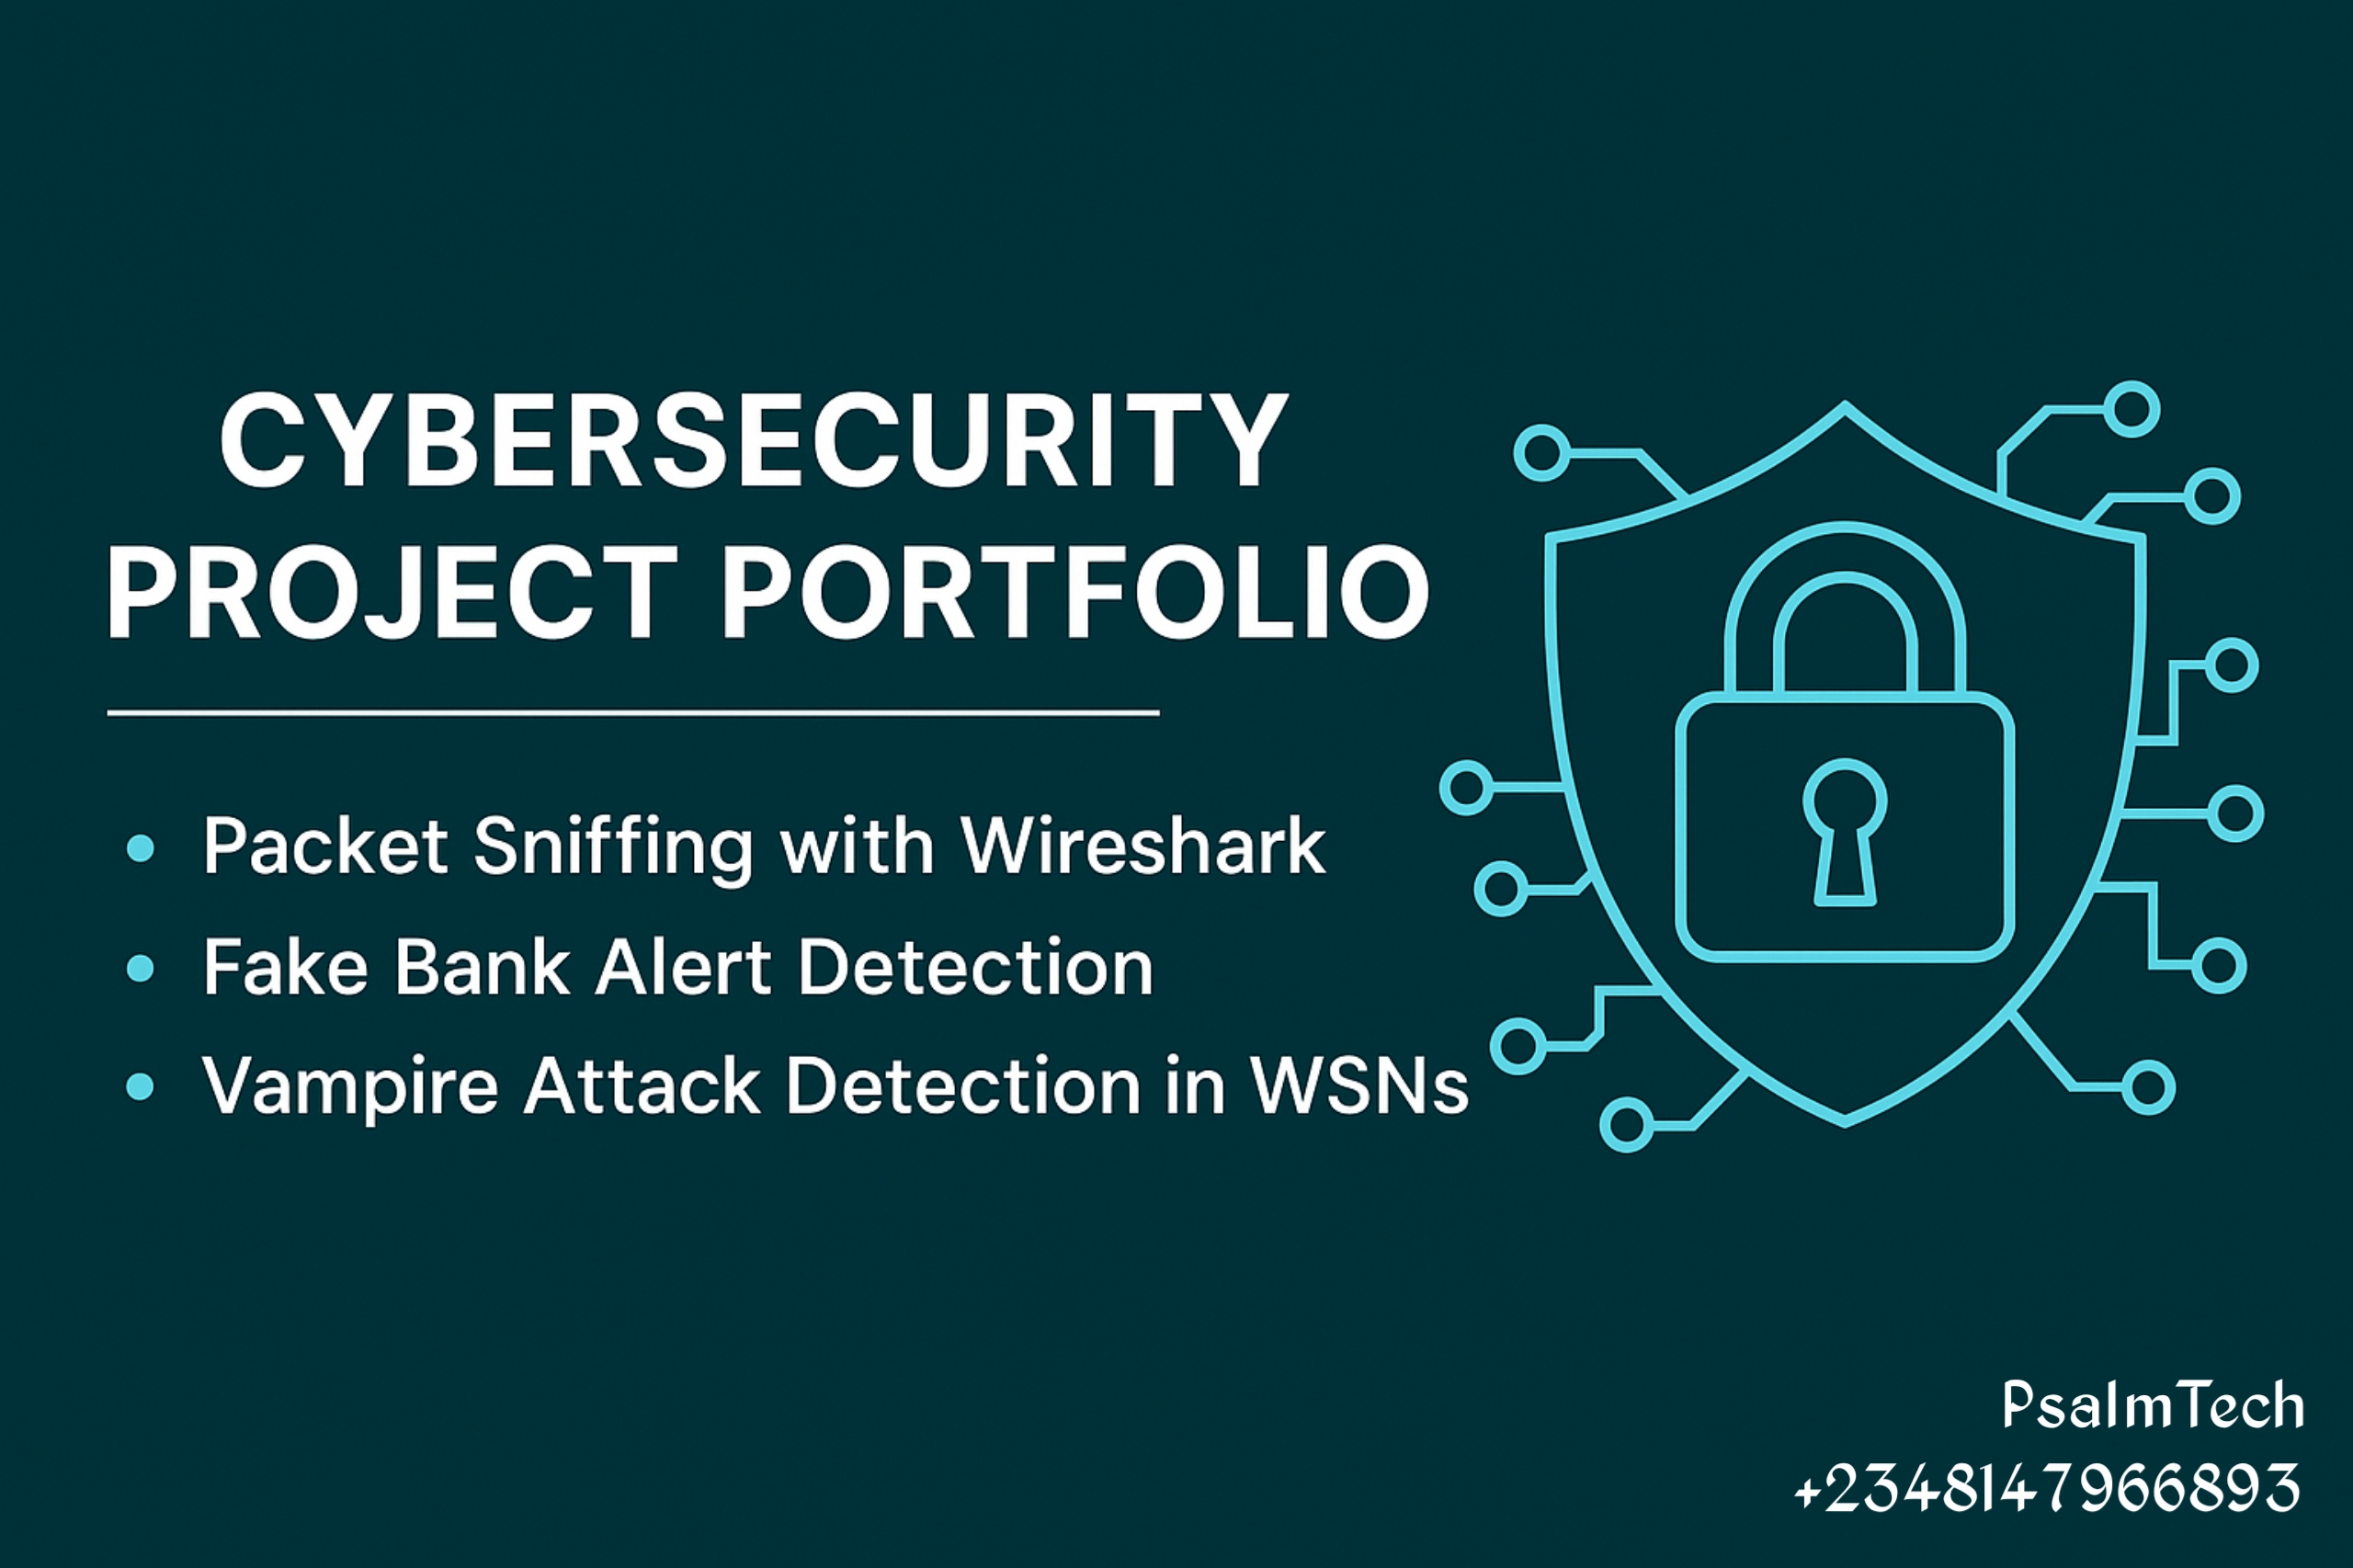 CYBERSECURITY
PROJECT PORTFOLIO
• Packet Sniffing with Wireshark
• Fake Bank Alert Detection
• Vampire Attack Detection in WSNs
PsalmTech
+2348147966893